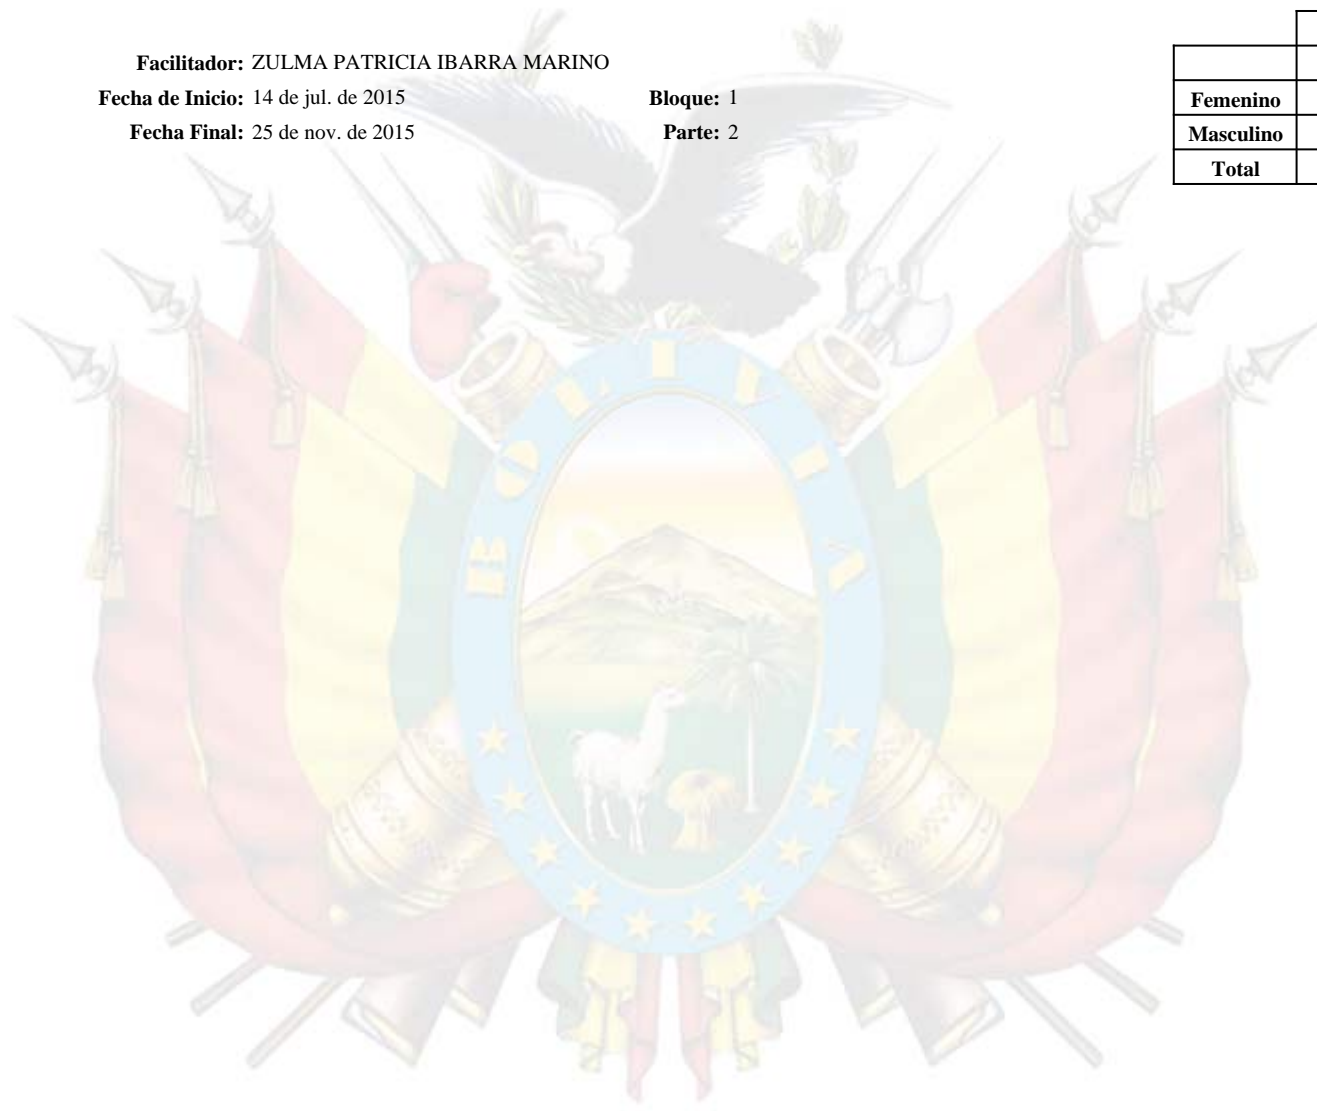 Facilitador: ZULMA PATRICIA IBARRA MARINO
Fecha de Inicio: 14 de jul. de 2015 Bloque: 1
Fecha Final: 25 de nov. de 2015 Parte: 2
Femenino
Masculino
Total
BOLIVIA